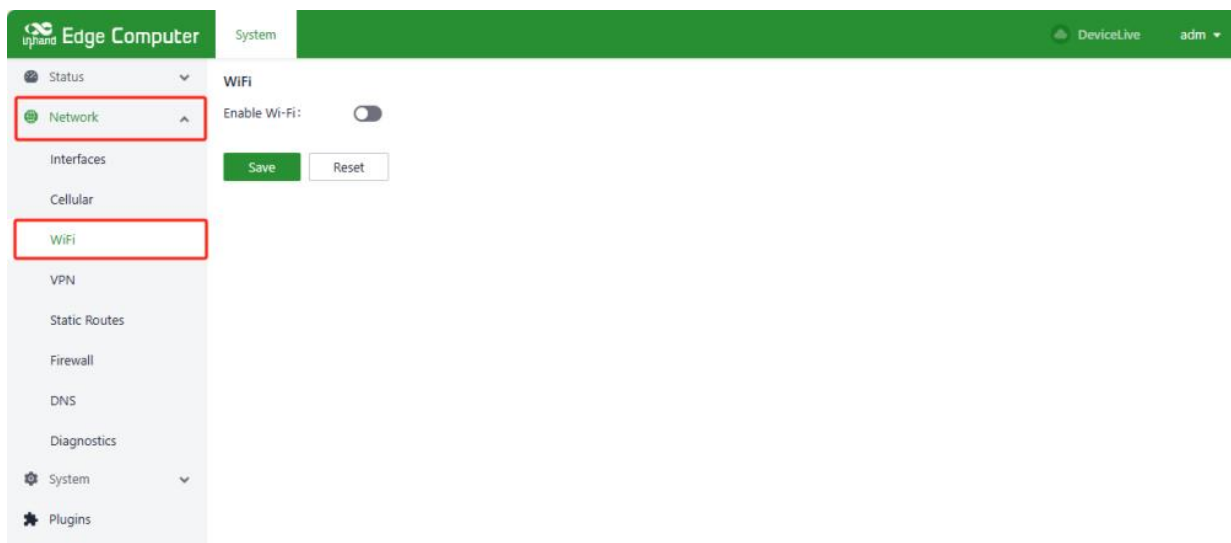 inhand Edge Computer
System
DeviceLive
adm
Status
Network
Interfaces
Cellular
WiFi
VPN
Static Routes
Firewall
DNS
Diagnostics
System
Plugins
WiFi
Enable Wi-Fi:
Save
Reset